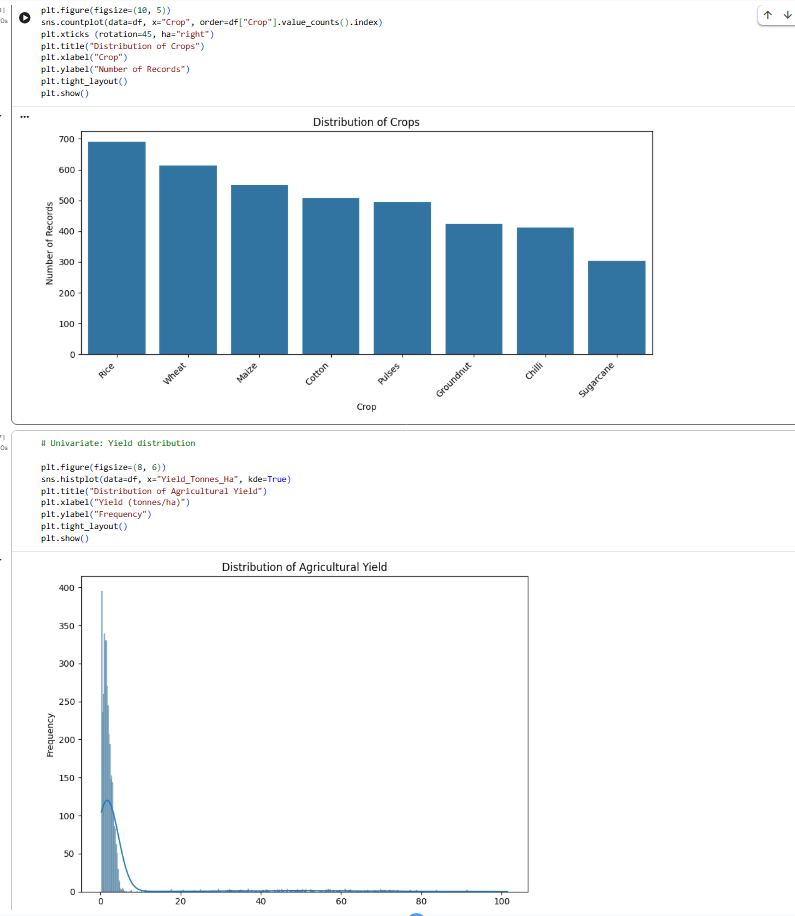 plt.figure(figsize=(10, 5))
sns.countplot(data=df, x="Crop", order=df["Crop"].value_counts().index)
plt.xticks (rotation=45, ha="right")
plt.title("Distribution of Crops")
plt.xlabel("Crop")
plt.ylabel("Number of Records")
plt.tight_layout()
plt.show()
...
Distribution of Crops
Number of Records
700
600
500
400
300
200
100
0
Rice
Wheat
Maize
Cotton
Pulses
Groundnut
Chilli
Sugarcane
Crop
# Univariate: Yield distribution
plt.figure(figsize=(8, 6))
sns.histplot(data=df, x="Yield_Tonnes_Ha", kde=True)
plt.title("Distribution of Agricultural Yield")
plt.xlabel("Yield (tonnes/ha)")
plt.ylabel("Frequency")
plt.tight_layout()
plt.show()
Distribution of Agricultural Yield
Frequency
400
350
300
250
200
150
100
50
0
0 20 40 60 80 100